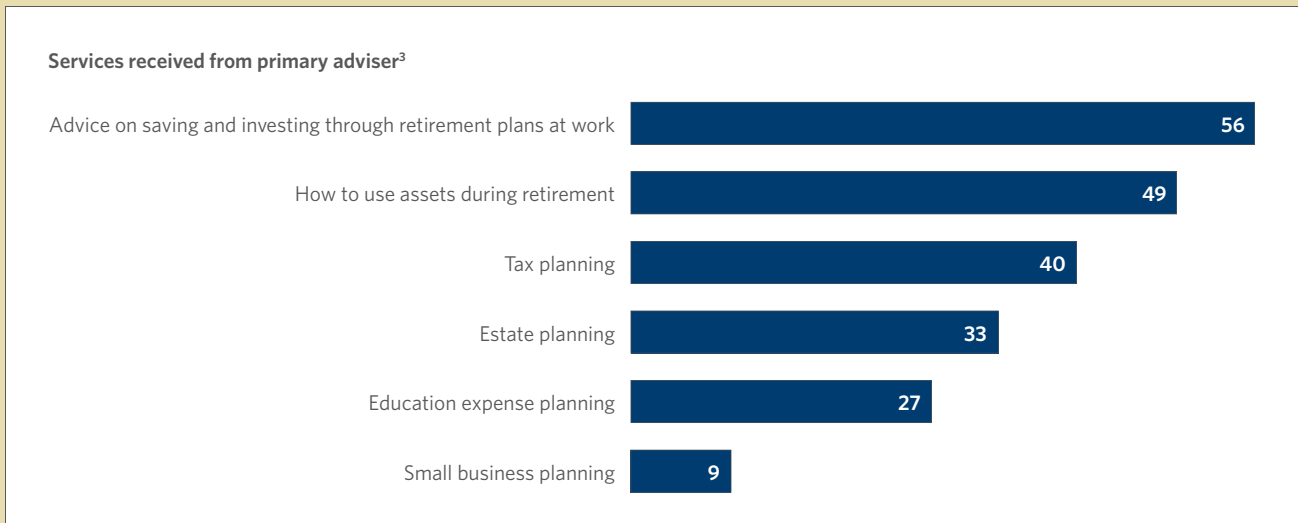 Services received from primary adviser³
Advice on saving and investing through retirement plans at work 56
How to use assets during retirement 49
Tax planning 40
Estate planning 33
Education expense planning 27
Small business planning 9